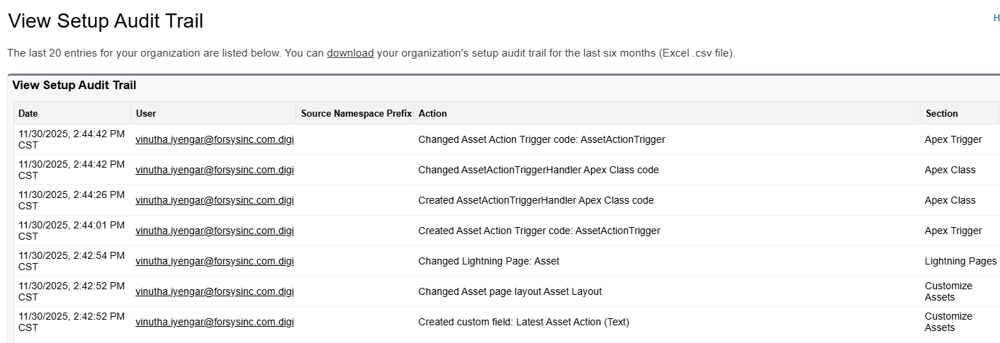 View Setup Audit Trail
H
The last 20 entries for your organization are listed below. You can download your organization's setup audit trail for the last six months (Excel .csv file).
View Setup Audit Trail
Date User Source Namespace Prefix Action Section
11/30/2025, 2:44:42 PM CST vinutha.iyengar@forsysinc.com.digi Changed Asset Action Trigger code: AssetActionTrigger Apex Trigger
11/30/2025, 2:44:42 PM CST vinutha.iyengar@forsysinc.com.digi Changed AssetActionTriggerHandler Apex Class code Apex Class
11/30/2025, 2:44:26 PM CST vinutha.iyengar@forsysinc.com.digi Created AssetActionTriggerHandler Apex Class code Apex Class
11/30/2025, 2:44:01 PM CST vinutha.iyengar@forsysinc.com.digi Created Asset Action Trigger code: AssetActionTrigger Apex Trigger
11/30/2025, 2:42:54 PM CST vinutha.iyengar@forsysinc.com.digi Changed Lightning Page: Asset Lightning Pages
11/30/2025, 2:42:52 PM CST vinutha.iyengar@forsysinc.com.digi Changed Asset page layout Asset Layout Customize Assets
11/30/2025, 2:42:52 PM CST vinutha.iyengar@forsysinc.com.digi Created custom field: Latest Asset Action (Text) Customize Assets